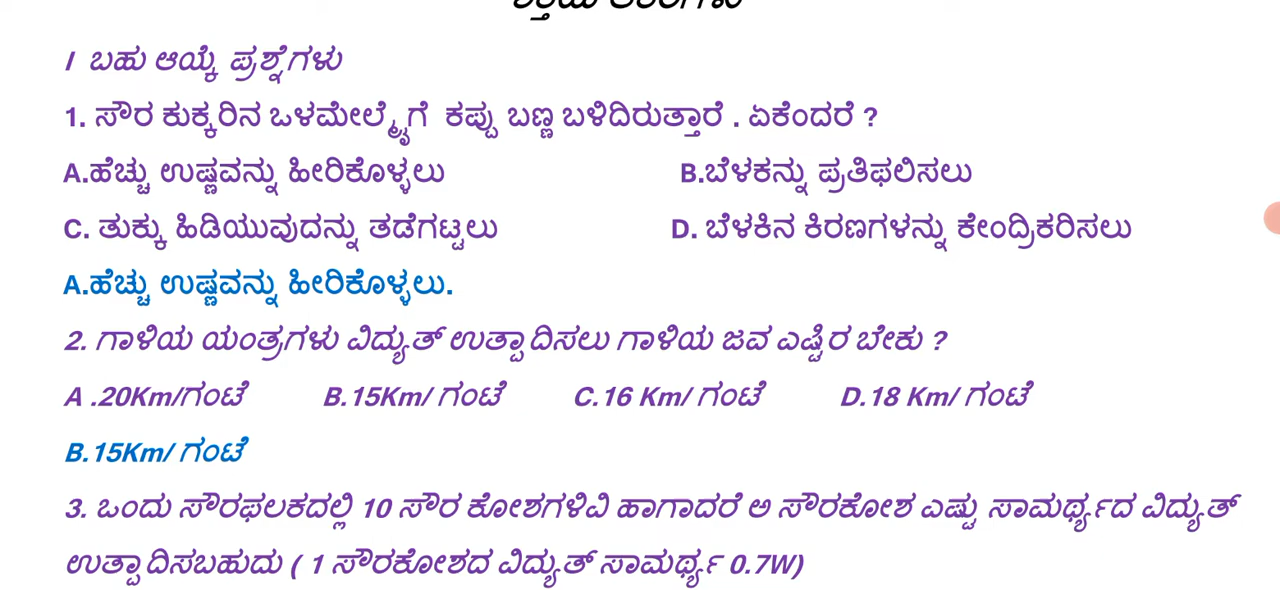 I ಬಹು ಆಯ್ಕೆ ಪ್ರಶ್ನೆಗಳು
1. ಸೌರ ಕುಕ್ಕರಿನ ಒಳಮೇಲ್ಮೈಗೆ ಕಪ್ಪು ಬಣ್ಣ ಬಳಿದಿರುತ್ತಾರೆ . ಏಕೆಂದರೆ ?
A.ಹೆಚ್ಚು ಉಷ್ಣವನ್ನು ಹೀರಿಕೊಳ್ಳಲು B.ಬೆಳಕನ್ನು ಪ್ರತಿಫಲಿಸಲು
C. ತುಕ್ಕು ಹಿಡಿಯುವುದನ್ನು ತಡೆಗಟ್ಟಲು D. ಬೆಳಕಿನ ಕಿರಣಗಳನ್ನು ಕೇಂದ್ರಿಕರಿಸಲು
A.ಹೆಚ್ಚು ಉಷ್ಣವನ್ನು ಹೀರಿಕೊಳ್ಳಲು.
2. ಗಾಳಿಯ ಯಂತ್ರಗಳು ವಿದ್ಯುತ್ ಉತ್ಪಾದಿಸಲು ಗಾಳಿಯ ಜವ ಎಷ್ಟಿರ ಬೇಕು ?
A .20Km/ಗಂಟೆ B.15Km/ ಗಂಟೆ C.16 Km/ ಗಂಟೆ D.18 Km/ ಗಂಟೆ
B.15Km/ ಗಂಟೆ
3. ಒಂದು ಸೌರಫಲಕದಲ್ಲಿ 10 ಸೌರ ಕೋಶಗಳಿವಿ ಹಾಗಾದರೆ ಅ ಸೌರಕೋಶ ಎಷ್ಟು ಸಾಮರ್ಥ್ಯದ ವಿದ್ಯುತ್
ಉತ್ಪಾದಿಸಬಹುದು ( 1 ಸೌರಕೋಶದ ವಿದ್ಯುತ್ ಸಾಮರ್ಥ್ಯ 0.7W)